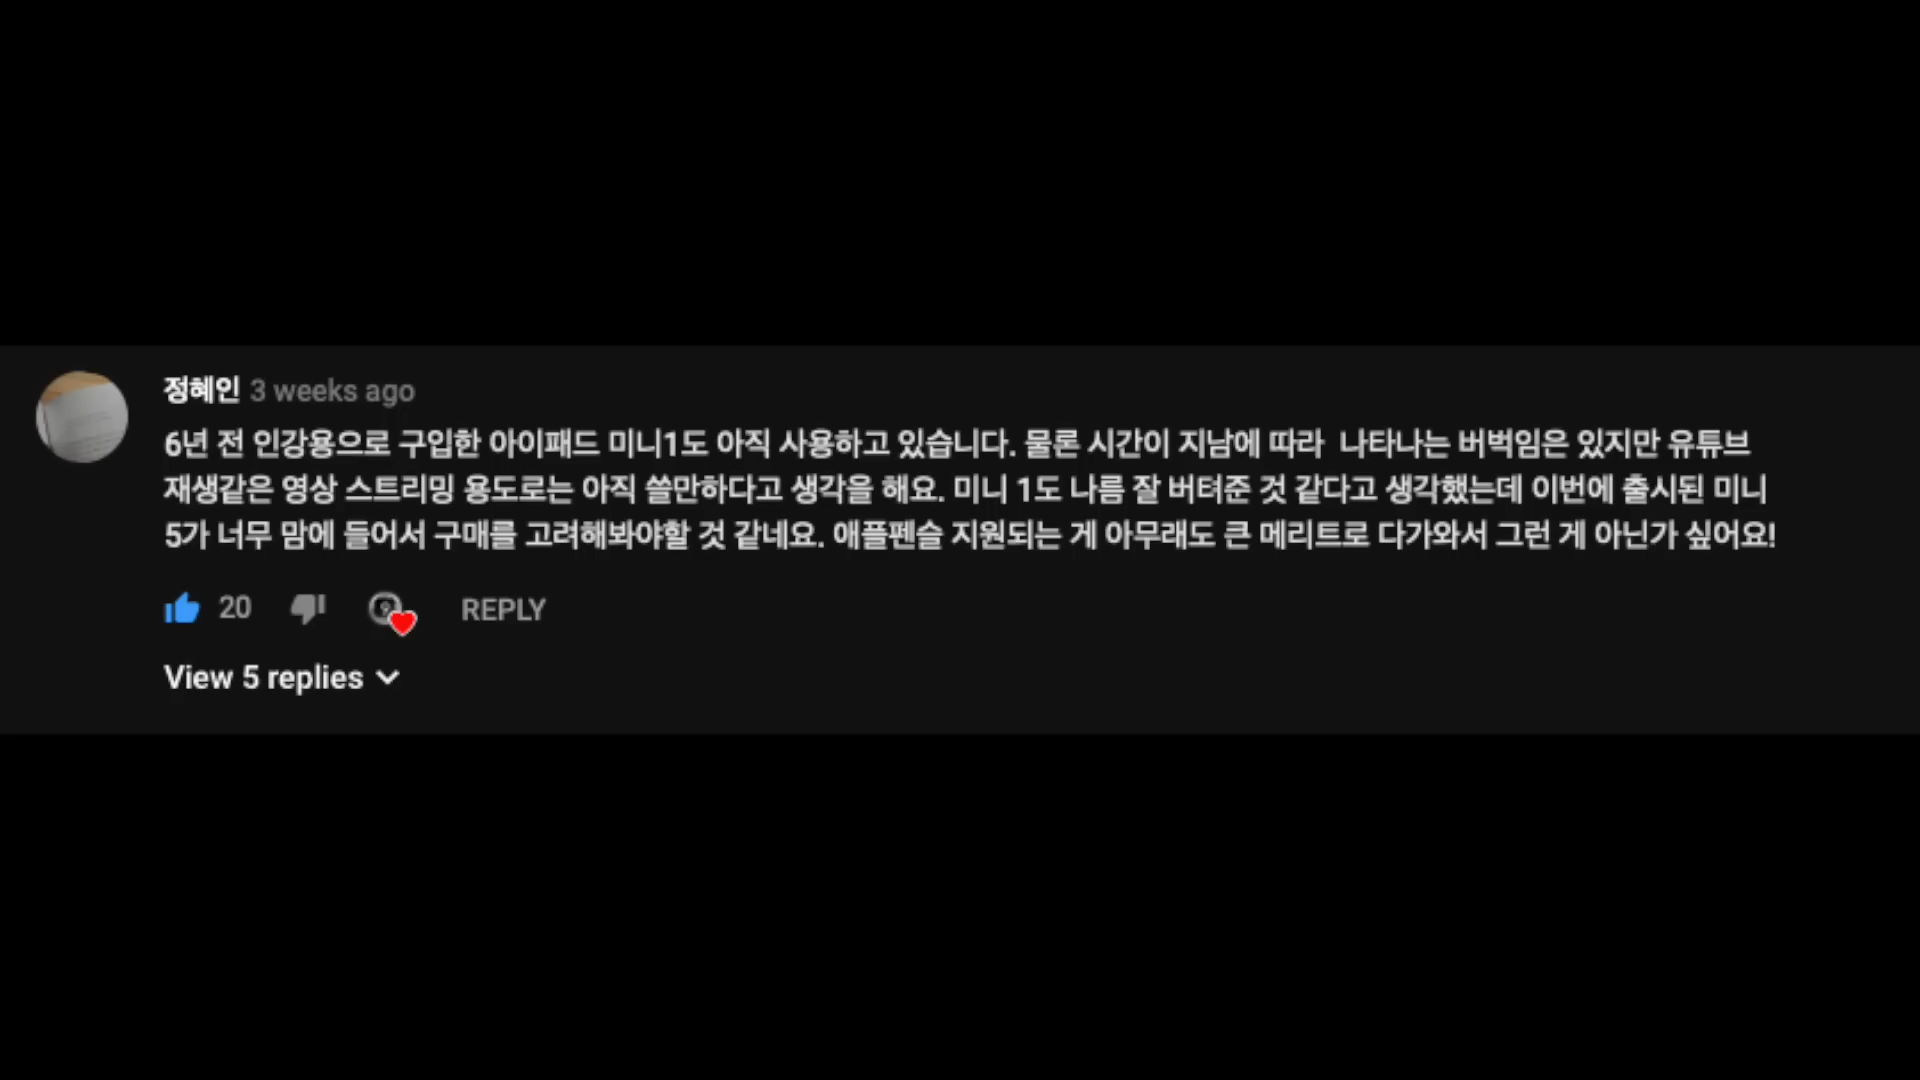 정혜인 3 weeks ago
6년 전 인강용으로 구입한 아이패드 미니1도 아직 사용하고 있습니다. 물론 시간이 지남에 따라 나타나는 버벅임은 있지만 유튜브
재생같은 영상 스트리밍 용도로는 아직 쓸만하다고 생각을 해요. 미니 1도 나름 잘 버텨준 것 같다고 생각했는데 이번에 출시된 미니
5가 너무 맘에 들어서 구매를 고려해봐야할 것 같네요. 애플펜슬 지원되는 게 아무래도 큰 메리트로 다가와서 그런 게 아닌가 싶어요!
20 REPLY
View 5 replies